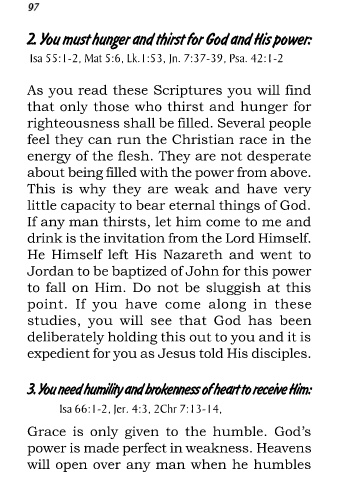 97
2. You must hunger and thirst for God and His power:
Isa 55:1-2, Mat 5:6, Lk.1:53, Jn. 7:37-39, Psa. 42:1-2
As you read these Scriptures you will find
that only those who thirst and hunger for
righteousness shall be filled. Several people
feel they can run the Christian race in the
energy of the flesh. They are not desperate
about being filled with the power from above.
This is why they are weak and have very
little capacity to bear eternal things of God.
If any man thirsts, let him come to me and
drink is the invitation from the Lord Himself.
He Himself left His Nazareth and went to
Jordan to be baptized of John for this power
to fall on Him. Do not be sluggish at this
point. If you have come along in these
studies, you will see that God has been
deliberately holding this out to you and it is
expedient for you as Jesus told His disciples.
3. You need humility and brokenness of heart to receive Him:
Isa 66:1-2, Jer. 4:3, 2Chr 7:13-14,
Grace is only given to the humble. God's
power is made perfect in weakness. Heavens
will open over any man when he humbles